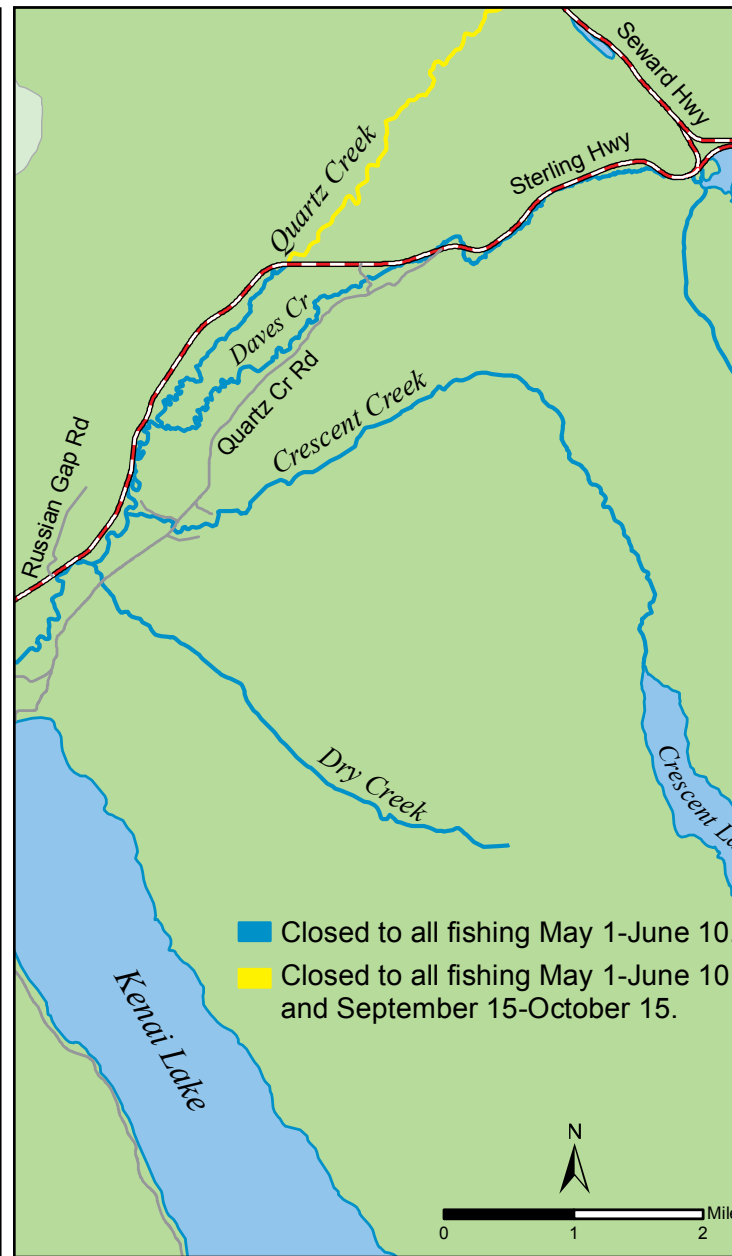 Seward Hwy
Sterling Hwy
Quartz Creek
Daves Cr
Quartz Cr Rd
Crescent Creek
Russian Gap Rd
Dry Creek
Crescent La
Closed to all fishing May 1-June 10.
Closed to all fishing May 1-June 10
and September 15-October 15.
Kenai Lake
N
Mile
0 1 2